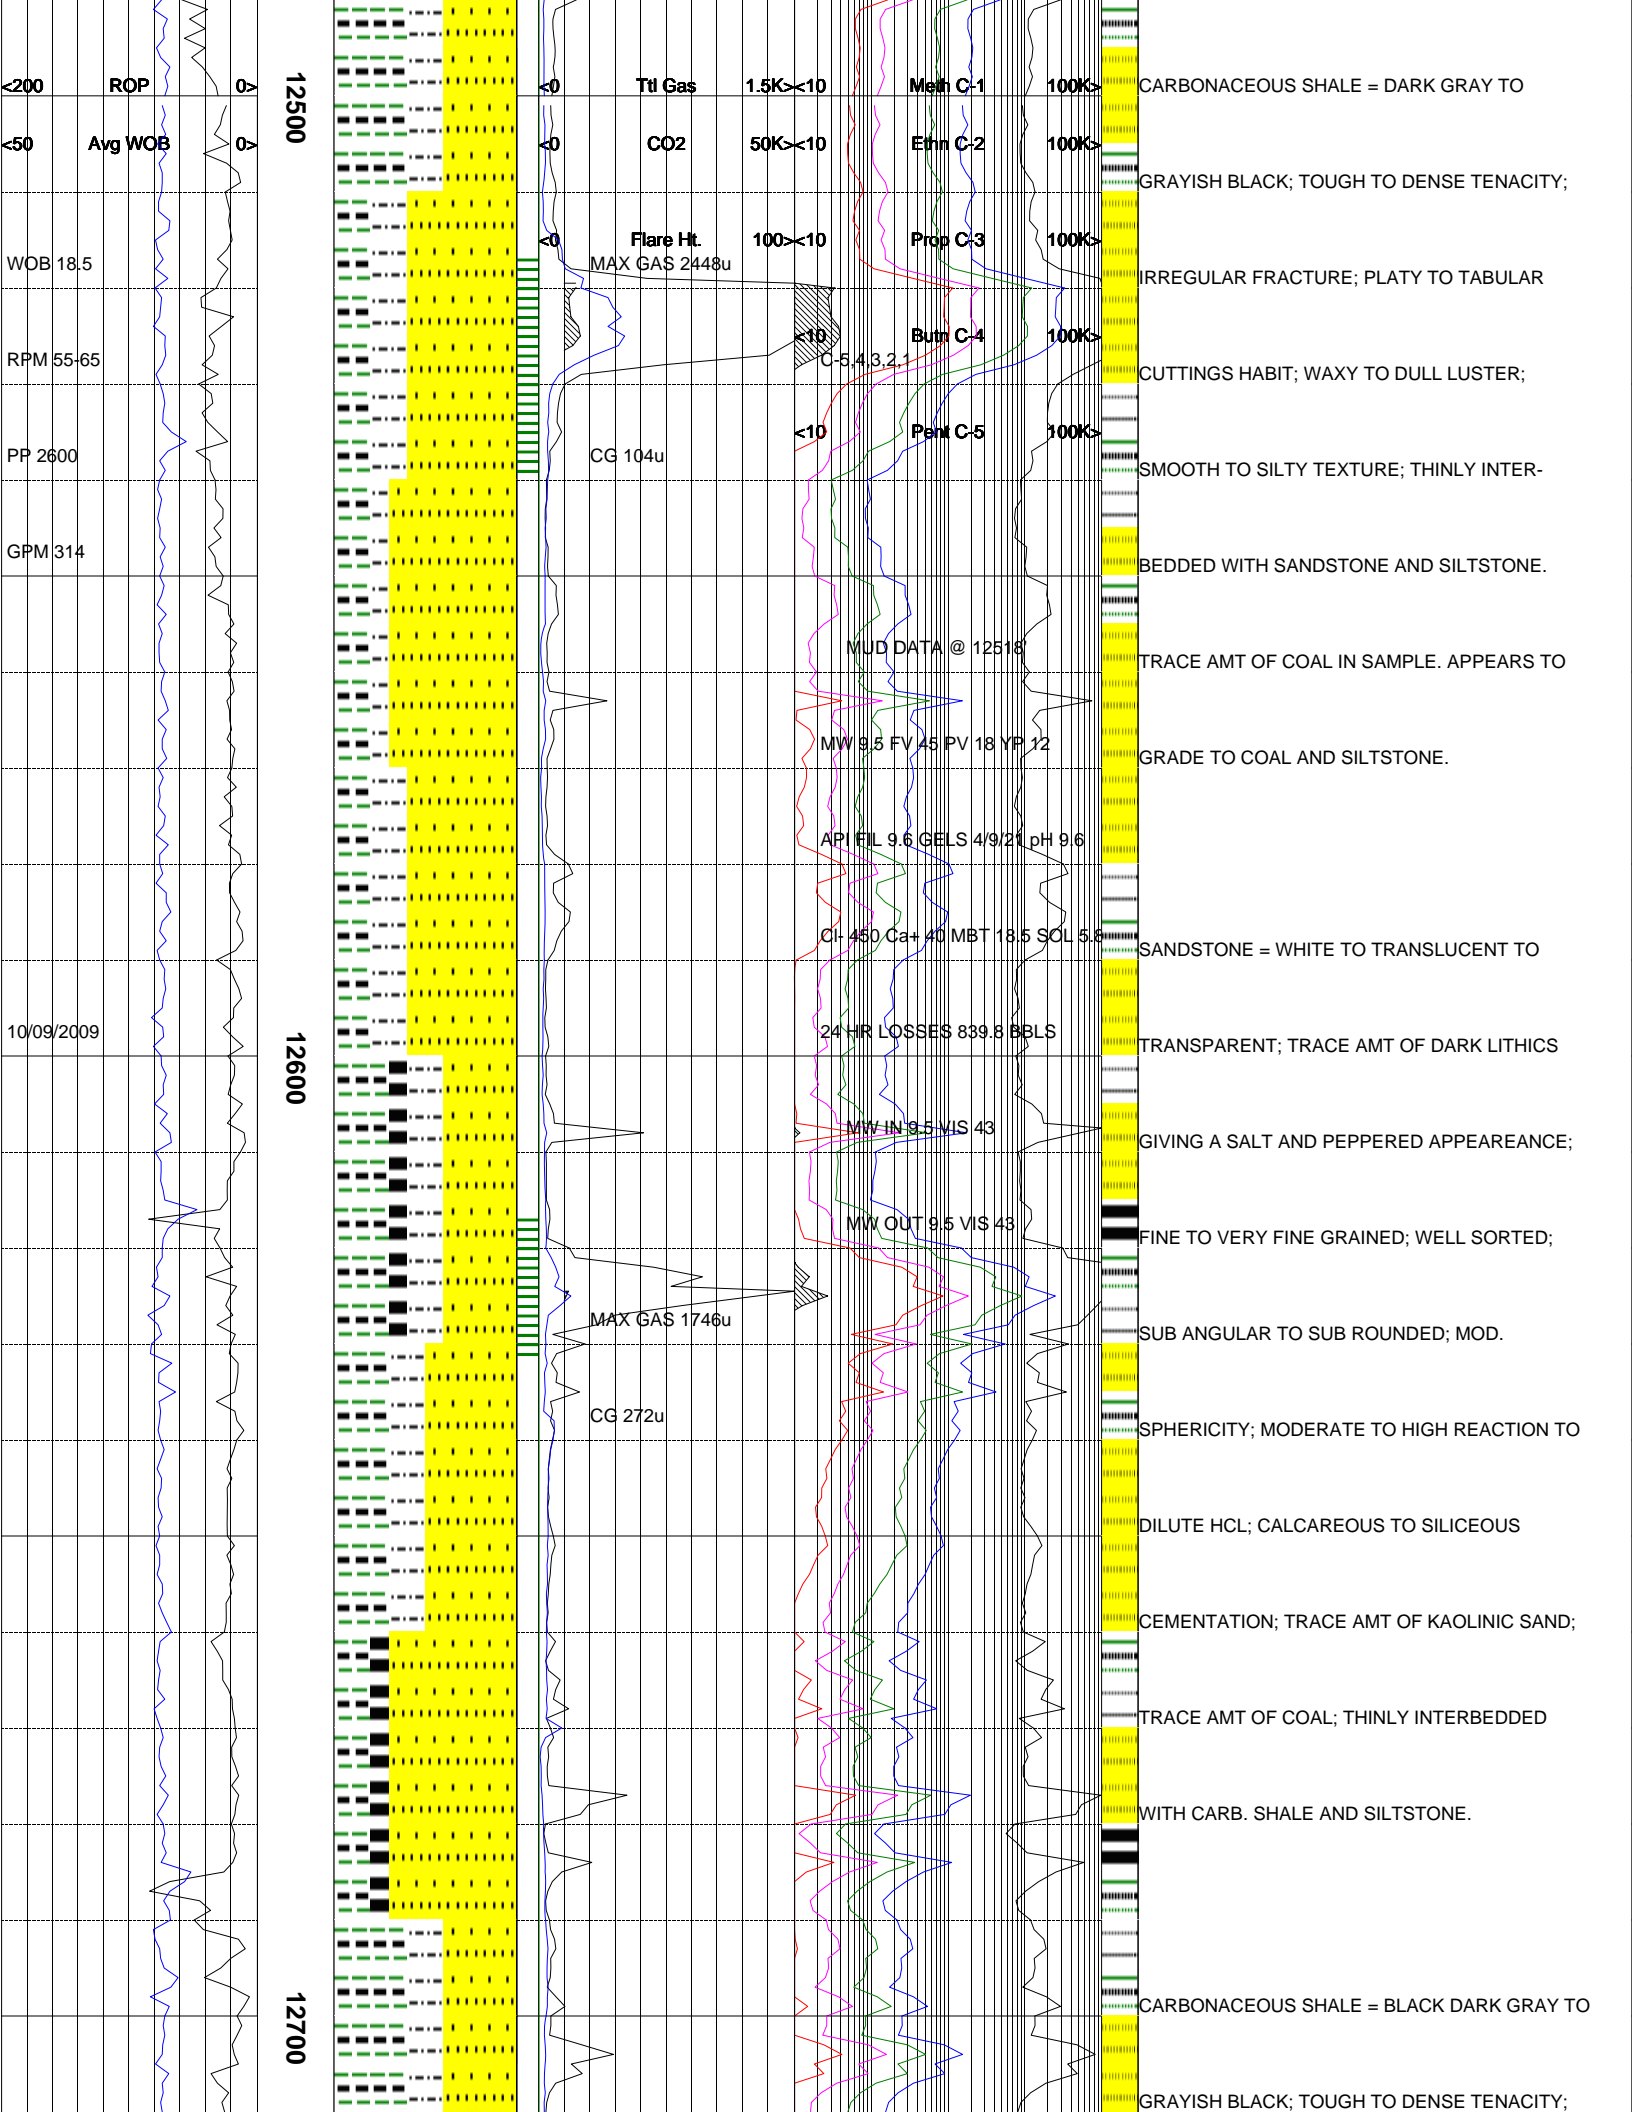 <200 ROP 0>
<50 Avg WOB 0>
WOB 18.5
RPM 55-65
PP 2600
GPM 314
10/09/2009
12500
12600
12700
<0 Ttl Gas 1.5K>
<0 CO2 50K>
<0 Flare Ht. 100>
MAX GAS 2448u
CG 104u
MAX GAS 1746u
CG 272u
<10 Meth C-1 100K>
<10 Ethn C-2 100K>
<10 Prop C-3 100K>
<10 Butn C-4 100K>
C-5,4,3,2,1
<10 Pent C-5 100K>
MUD DATA @ 12518'
MW 9.5 FV 45 PV 18 YP 12
API FIL 9.6 GELS 4/9/21 pH 9.6
Cl- 450 Ca+ 40 MBT 18.5 SOL 5.8
24 HR LOSSES 839.8 BBLS
MW IN 9.5 VIS 43
MW OUT 9.5 VIS 43
CARBONACEOUS SHALE = DARK GRAY TO
GRAYISH BLACK; TOUGH TO DENSE TENACITY;
IRREGULAR FRACTURE; PLATY TO TABULAR
CUTTINGS HABIT; WAXY TO DULL LUSTER;
SMOOTH TO SILTY TEXTURE; THINLY INTER-
BEDDED WITH SANDSTONE AND SILTSTONE.
TRACE AMT OF COAL IN SAMPLE. APPEARS TO
GRADE TO COAL AND SILTSTONE.
SANDSTONE = WHITE TO TRANSLUCENT TO
TRANSPARENT; TRACE AMT OF DARK LITHICS
GIVING A SALT AND PEPPERED APPEAREANCE;
FINE TO VERY FINE GRAINED; WELL SORTED;
SUB ANGULAR TO SUB ROUNDED; MOD.
SPHERICITY; MODERATE TO HIGH REACTION TO
DILUTE HCL; CALCAREOUS TO SILICEOUS
CEMENTATION; TRACE AMT OF KAOLINIC SAND;
TRACE AMT OF COAL; THINLY INTERBEDDED
WITH CARB. SHALE AND SILTSTONE.
CARBONACEOUS SHALE = BLACK DARK GRAY TO
GRAYISH BLACK; TOUGH TO DENSE TENACITY;